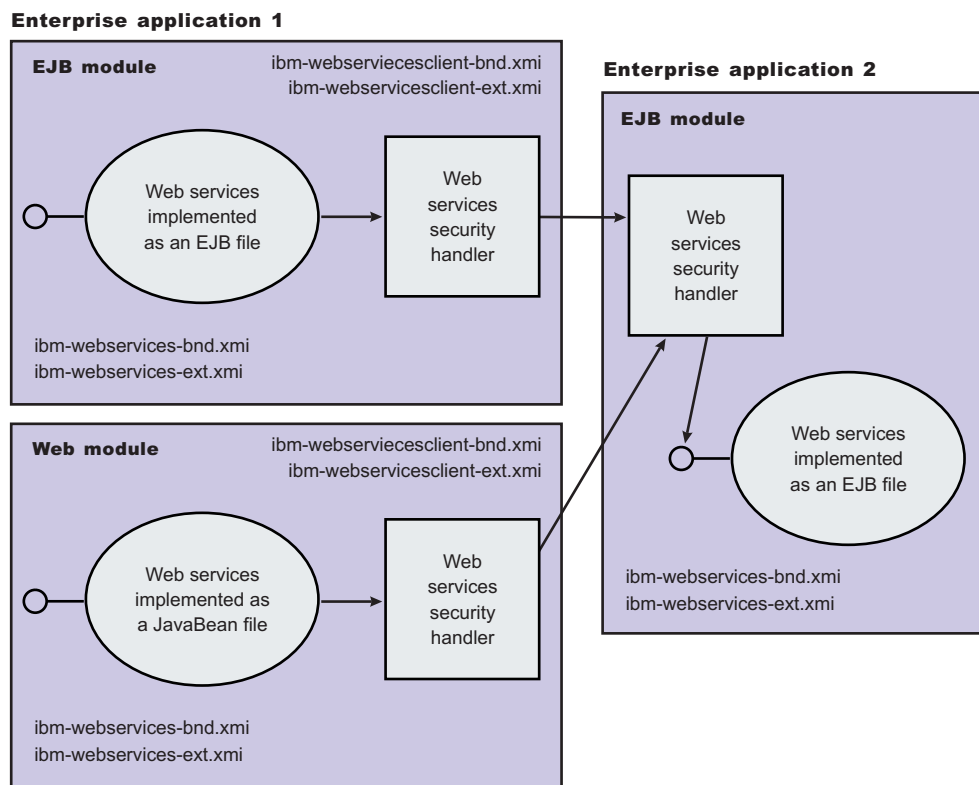 Enterprise application 1
EJB module
ibm-webserviecesclient-bnd.xmi
ibm-webservicesclient-ext.xmi
Web services
implemented
as an EJB file
Web
services
security
handler
ibm-webservices-bnd.xmi
ibm-webservices-ext.xmi
Web module
ibm-webserviecesclient-bnd.xmi
ibm-webservicesclient-ext.xmi
Web services
implemented as
a JavaBean file
Web
services
security
handler
ibm-webservices-bnd.xmi
ibm-webservices-ext.xmi
Enterprise application 2
EJB module
Web
services
security
handler
Web services
implemented
as an EJB file
ibm-webservices-bnd.xmi
ibm-webservices-ext.xmi